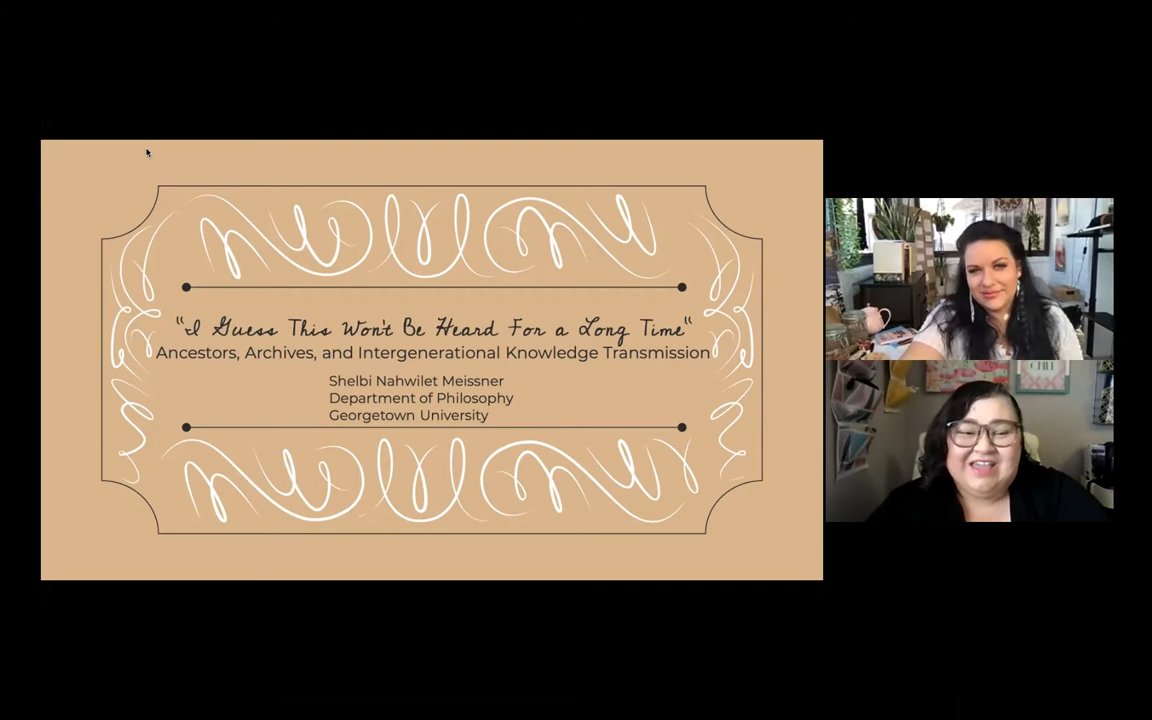 "I Guess This Won't Be Heard For a Long Time"
Ancestors, Archives, and Intergenerational Knowledge Transmission
Shelbi Nahwilet Meissner
Department of Philosophy
Georgetown University